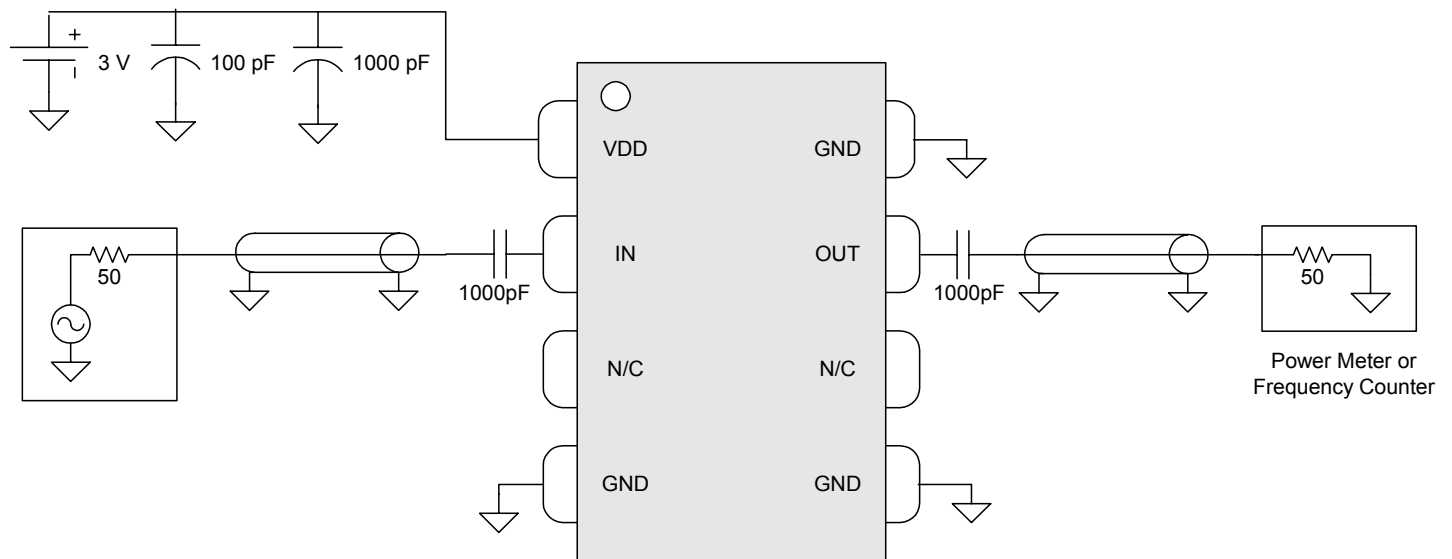 +
3 V
100 pF
1000 pF
VDD
GND
50
IN
OUT
1000pF
1000pF
50
N/C
N/C
Power Meter or
Frequency Counter
GND
GND